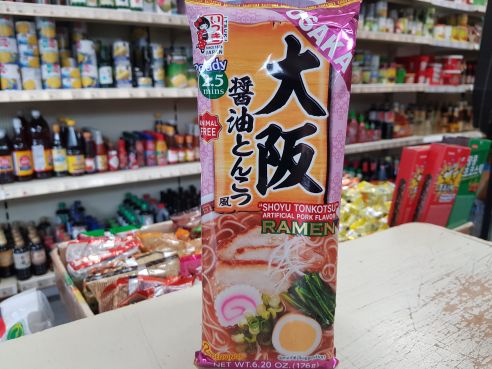 OSAKA
Ready
2.5
mins
ANIMAL
FREE
大阪
醤油とんこつ風
"SHOYU TONKOTSU"
ARTIFICIAL PORK FLAVOR
RAMEN
NET WT.6.20 OZ. (176g)